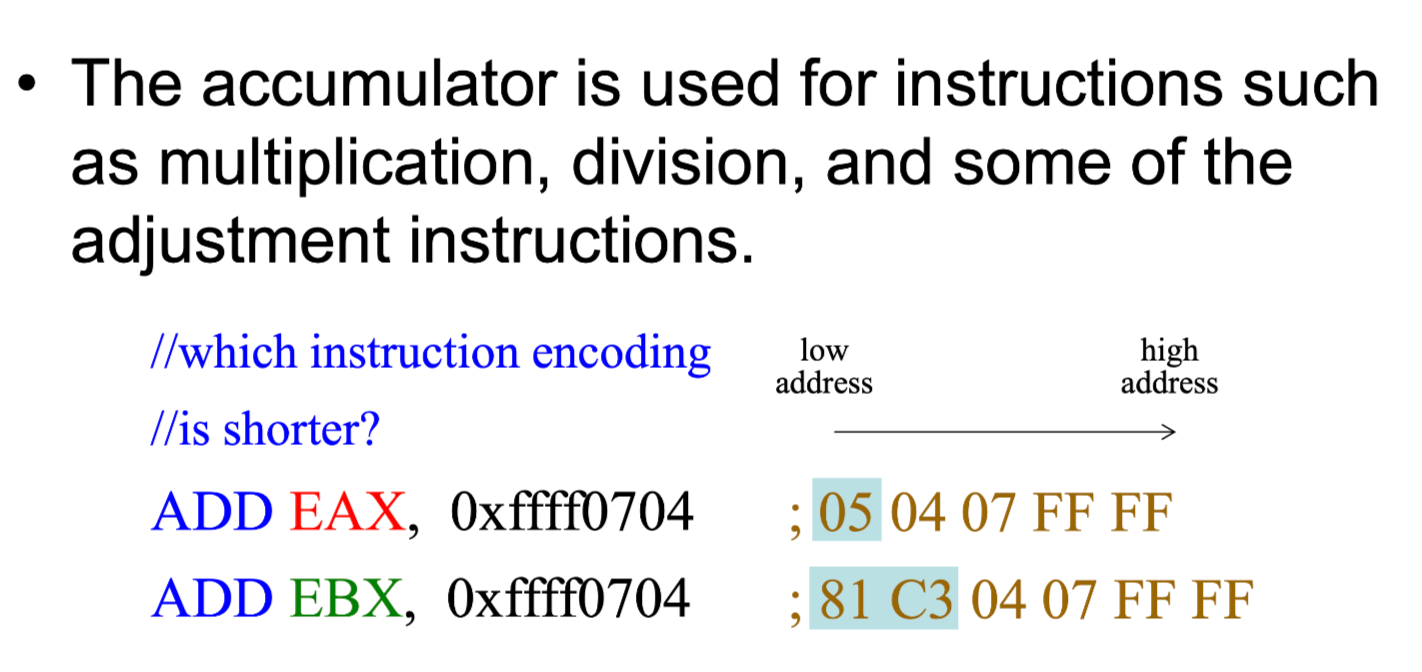 • The accumulator is used for instructions such
as multiplication, division, and some of the
adjustment instructions.
//which instruction encoding
//is shorter?
low address
high address
ADD EAX, 0xffff0704 ; 05 04 07 FF FF
ADD EBX, 0xffff0704 ; 81 C3 04 07 FF FF